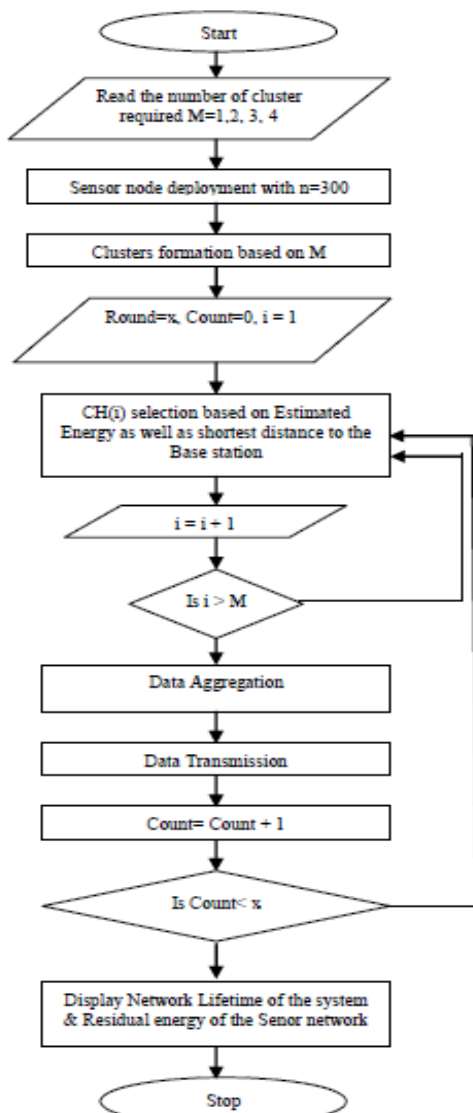 Start
Read the number of cluster
required M=1,2, 3, 4
Sensor node deployment with n=300
Clusters formation based on M
Round=x, Count=0, i = 1
CH(i) selection based on Estimated
Energy as well as shortest distance to the
Base station
i = i + 1
Is i > M
Data Aggregation
Data Transmission
Count= Count + 1
Is Count< x
Display Network Lifetime of the system
& Residual energy of the Senor network
Stop